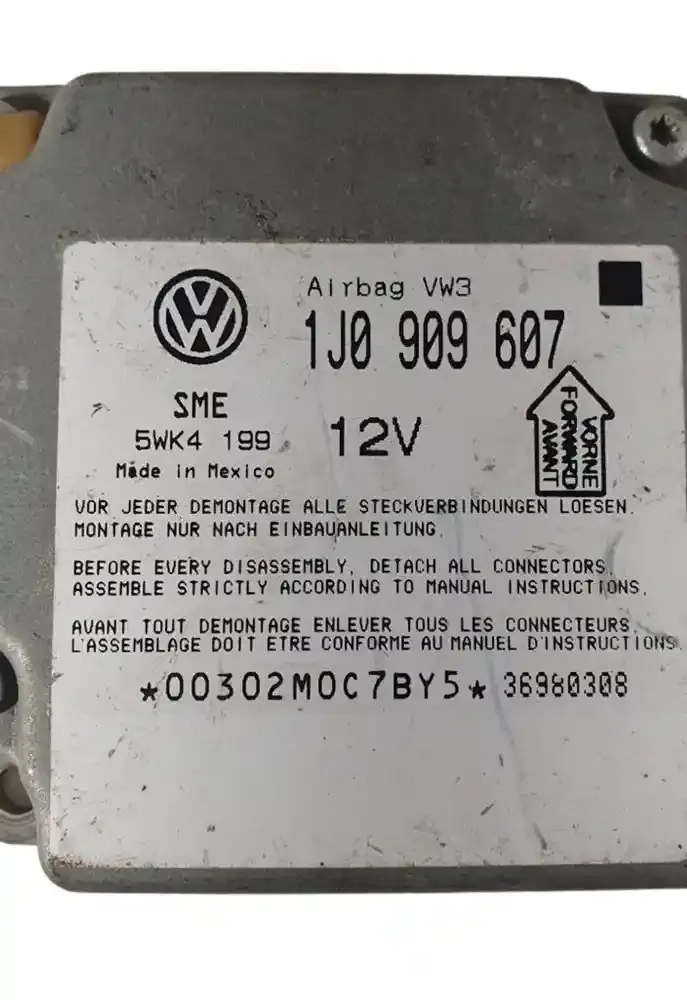 Airbag VW3
1J0 909 607
SME
5WK4 199
12V
Made in Mexico
VORNE
FORWARD
AVANT
VOR JEDER DEMONTAGE ALLE STECKVERBINDUNGEN LOESEN.
MONTAGE NUR NACH EINBAUANLEITUNG.
BEFORE EVERY DISASSEMBLY, DETACH ALL CONNECTORS.
ASSEMBLE STRICTLY ACCORDING TO MANUAL INSTRUCTIONS.
AVANT TOUT DEMONTAGE ENLEVER TOUS LES CONNECTEURS.
L'ASSEMBLAGE DOIT ETRE CONFORME AU MANUEL D'INSTRUCTIONS.
*00302M0C7BY5* 36980308